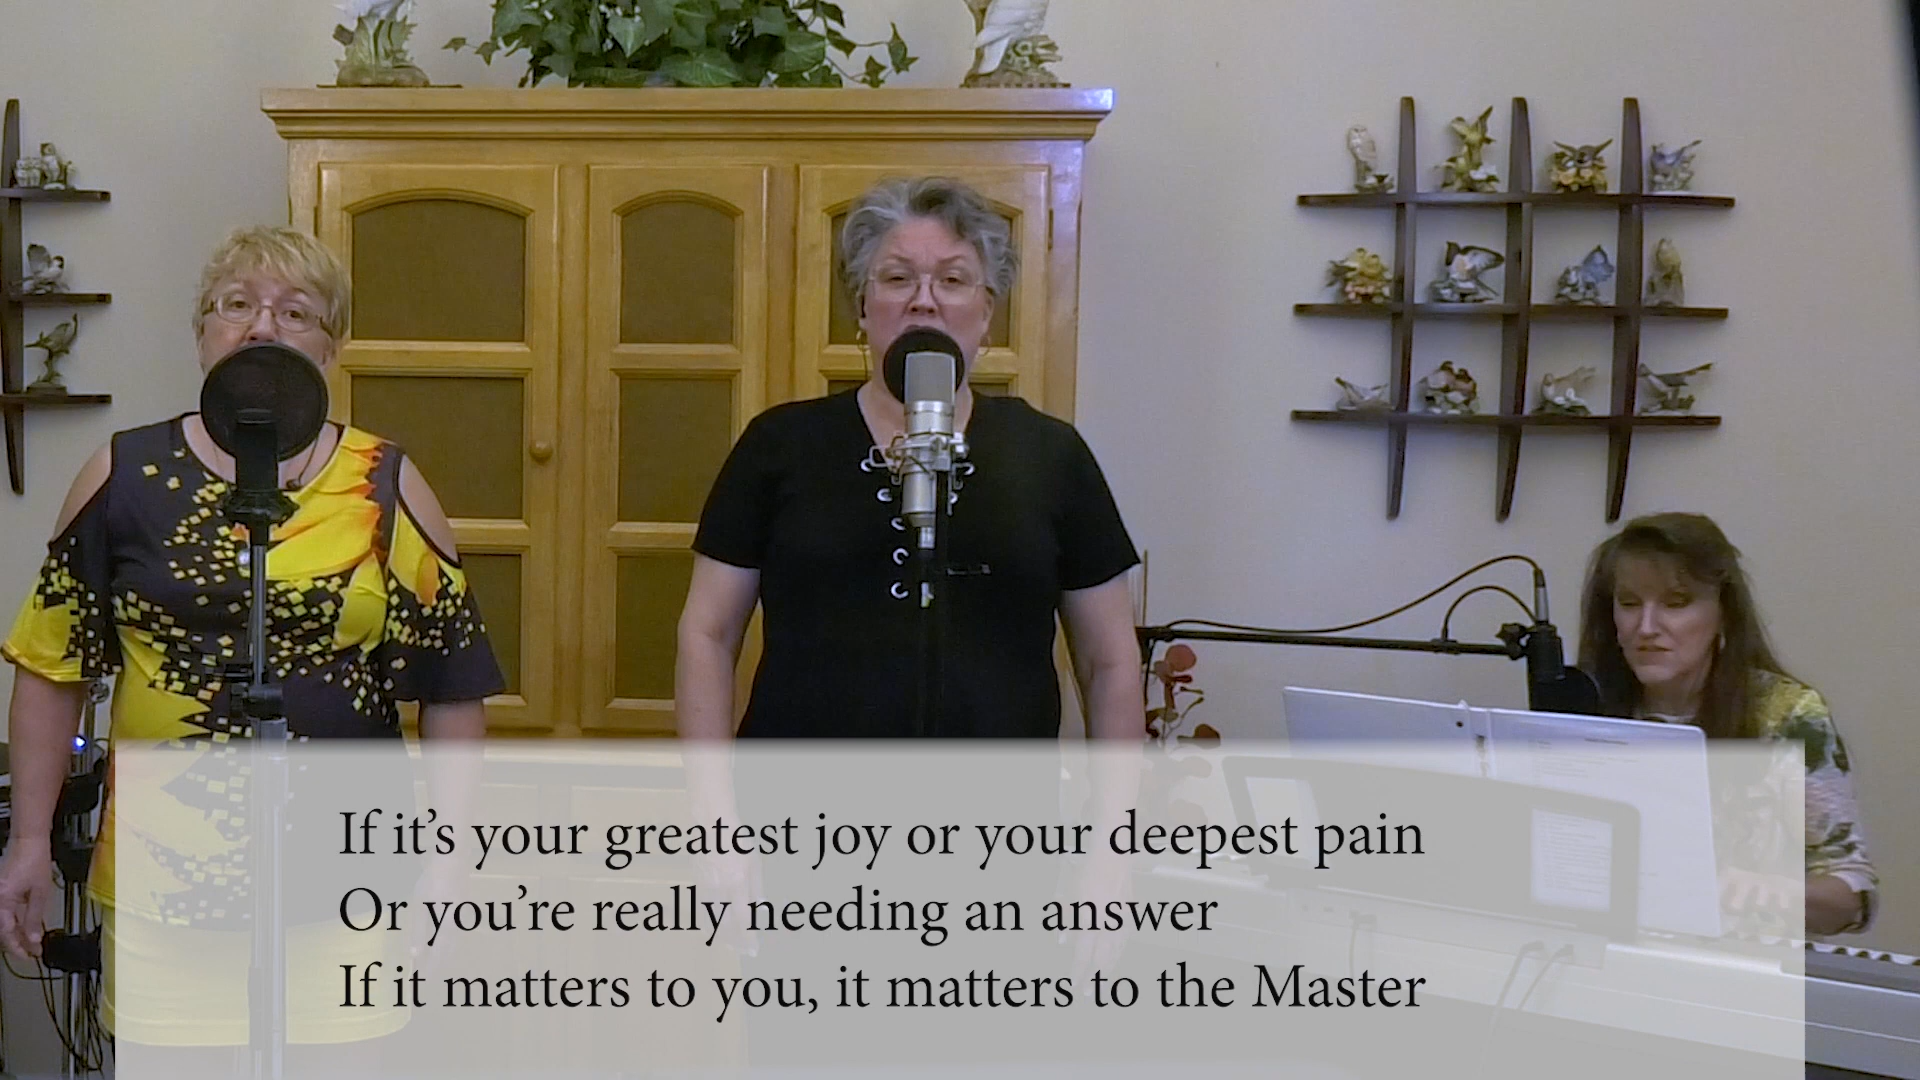 If it’s your greatest joy or your deepest pain
Or you’re really needing an answer
If it matters to you, it matters to the Master